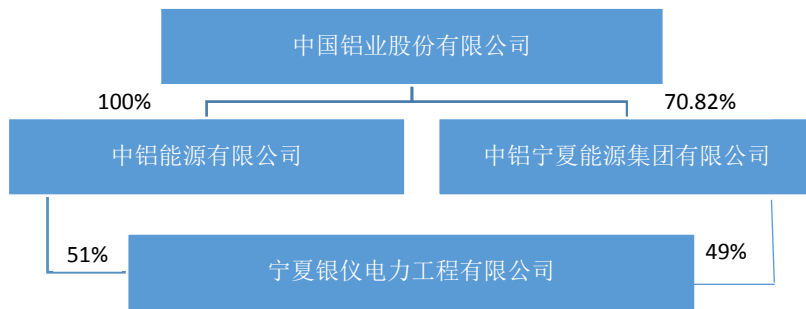 中国铝业股份有限公司
100%
70.82%
中铝能源有限公司
中铝宁夏能源集团有限公司
51%
宁夏银仪电力工程有限公司
49%